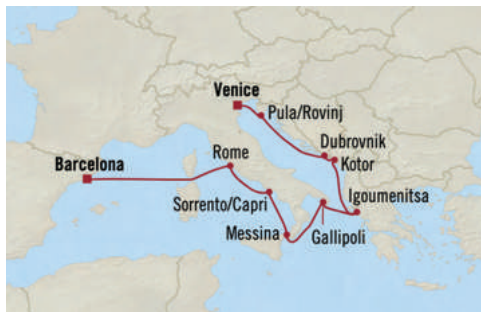 Venice
Pula/Rovinj
Dubrovnik
Kotor
Rome
Barcelona
Igoumenitsa
Sorrento/Capri
Messina
Gallipoli